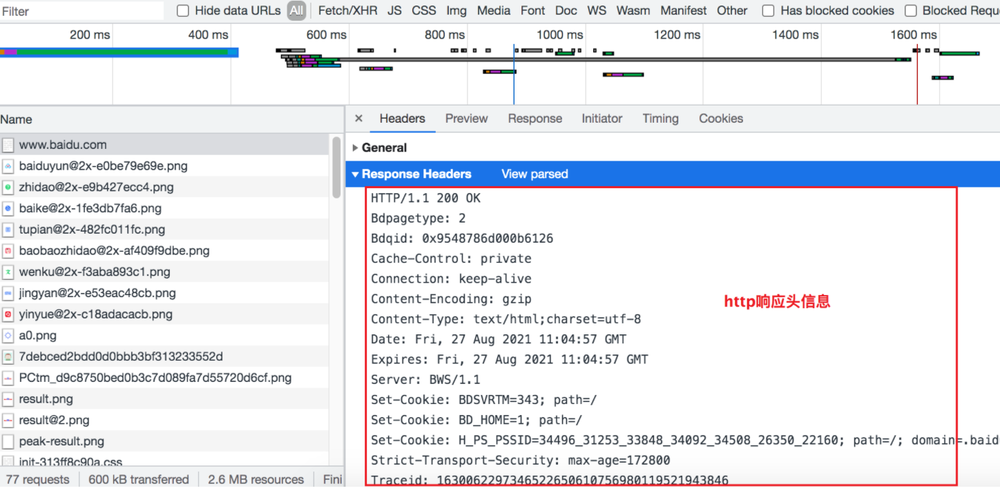 Filter Hide data URLs All Fetch/XHR JS CSS Img Media Font Doc WS Wasm Manifest Other Has blocked cookies Blocked Requ
200 ms 400 ms 600 ms 800 ms 1000 ms 1200 ms 1400 ms 1600 ms
Name
www.baidu.com
baiduyun@2x-e0be79e69e.png
zhidao@2x-e9b427ecc4.png
baike@2x-1fe3db7fa6.png
tupian@2x-482fc011fc.png
baobaozhidao@2x-af409f9dbe.png
wenku@2x-f3aba893c1.png
jingyan@2x-e53eac48cb.png
yinyue@2x-c18adacacb.png
a0.png
7debced2bdd0d0bbb3bf313233552d
PCtm_d9c8750bed0b3c7d089fa7d55720d6cf.png
result.png
result@2.png
peak-result.png
init-313ff8c90a.css
77 requests 600 kB transferred 2.6 MB resources Fini
× Headers Preview Response Initiator Timing Cookies
General
Response Headers View parsed
HTTP/1.1 200 OK
Bdpagetype: 2
Bdqid: 0x9548786d000b6126
Cache-Control: private
Connection: keep-alive
Content-Encoding: gzip
http响应头信息
Content-Type: text/html;charset=utf-8
Date: Fri, 27 Aug 2021 11:04:57 GMT
Expires: Fri, 27 Aug 2021 11:04:57 GMT
Server: BWS/1.1
Set-Cookie: BDSVRTM=343; path=/
Set-Cookie: BD_HOME=1; path=/
Set-Cookie: H_PS_PSSID=34496_31253_33848_34092_34508_26350_22160; path=/; domain=.baid
Strict-Transport-Security: max-age=172800
Traceid: 1630062297346522650610756980119521943846